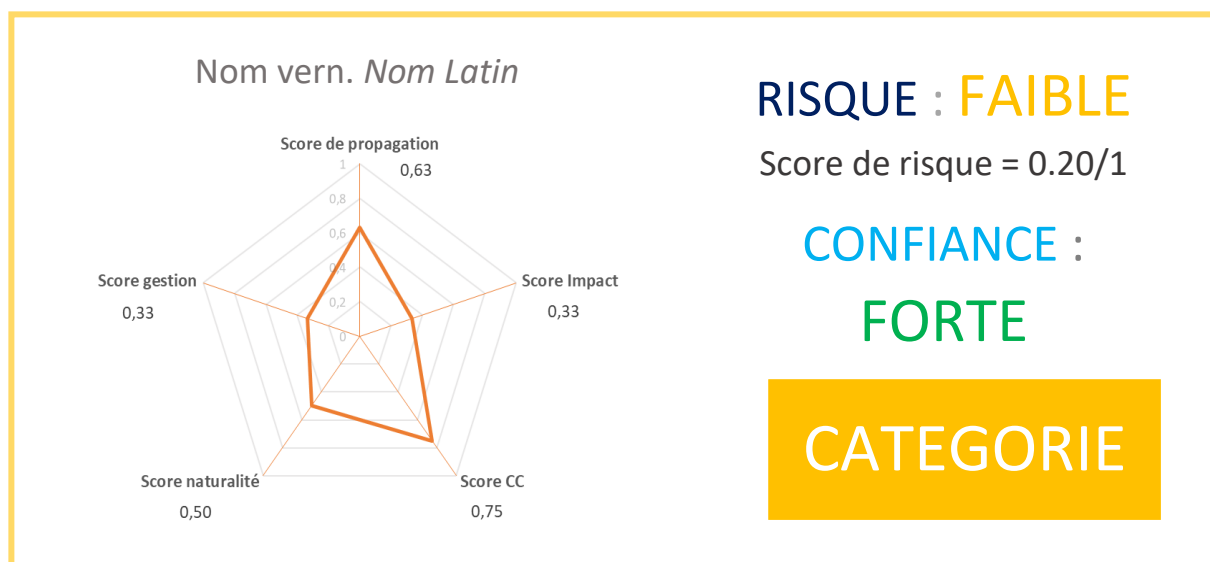 Nom vern. Nom Latin
Score de propagation
0,63
1
0,8
0,6
0,4
0,2
0
Score gestion
0,33
Score Impact
0,33
Score naturalité
0,50
Score CC
0,75
RISQUE : FAIBLE
Score de risque = 0.20/1
CONFIANCE :
FORTE
CATEGORIE